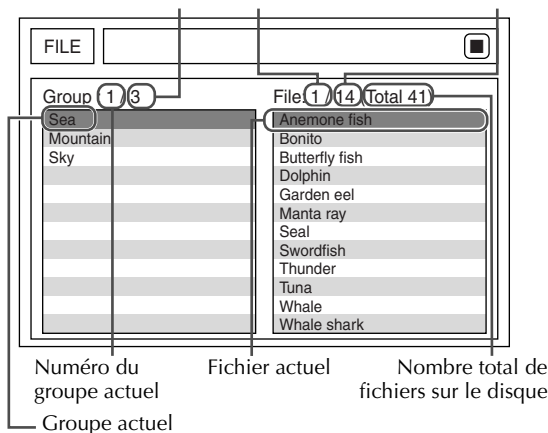 FILE
Group : 1 / 3
File: 1 / 14 (Total 41)
Sea
Mountain
Sky
Anemone fish
Bonito
Butterfly fish
Dolphin
Garden eel
Manta ray
Seal
Swordfish
Thunder
Tuna
Whale
Whale shark
Numéro du
groupe actuel
Fichier actuel
Nombre total de
fichiers sur le disque
Groupe actuel